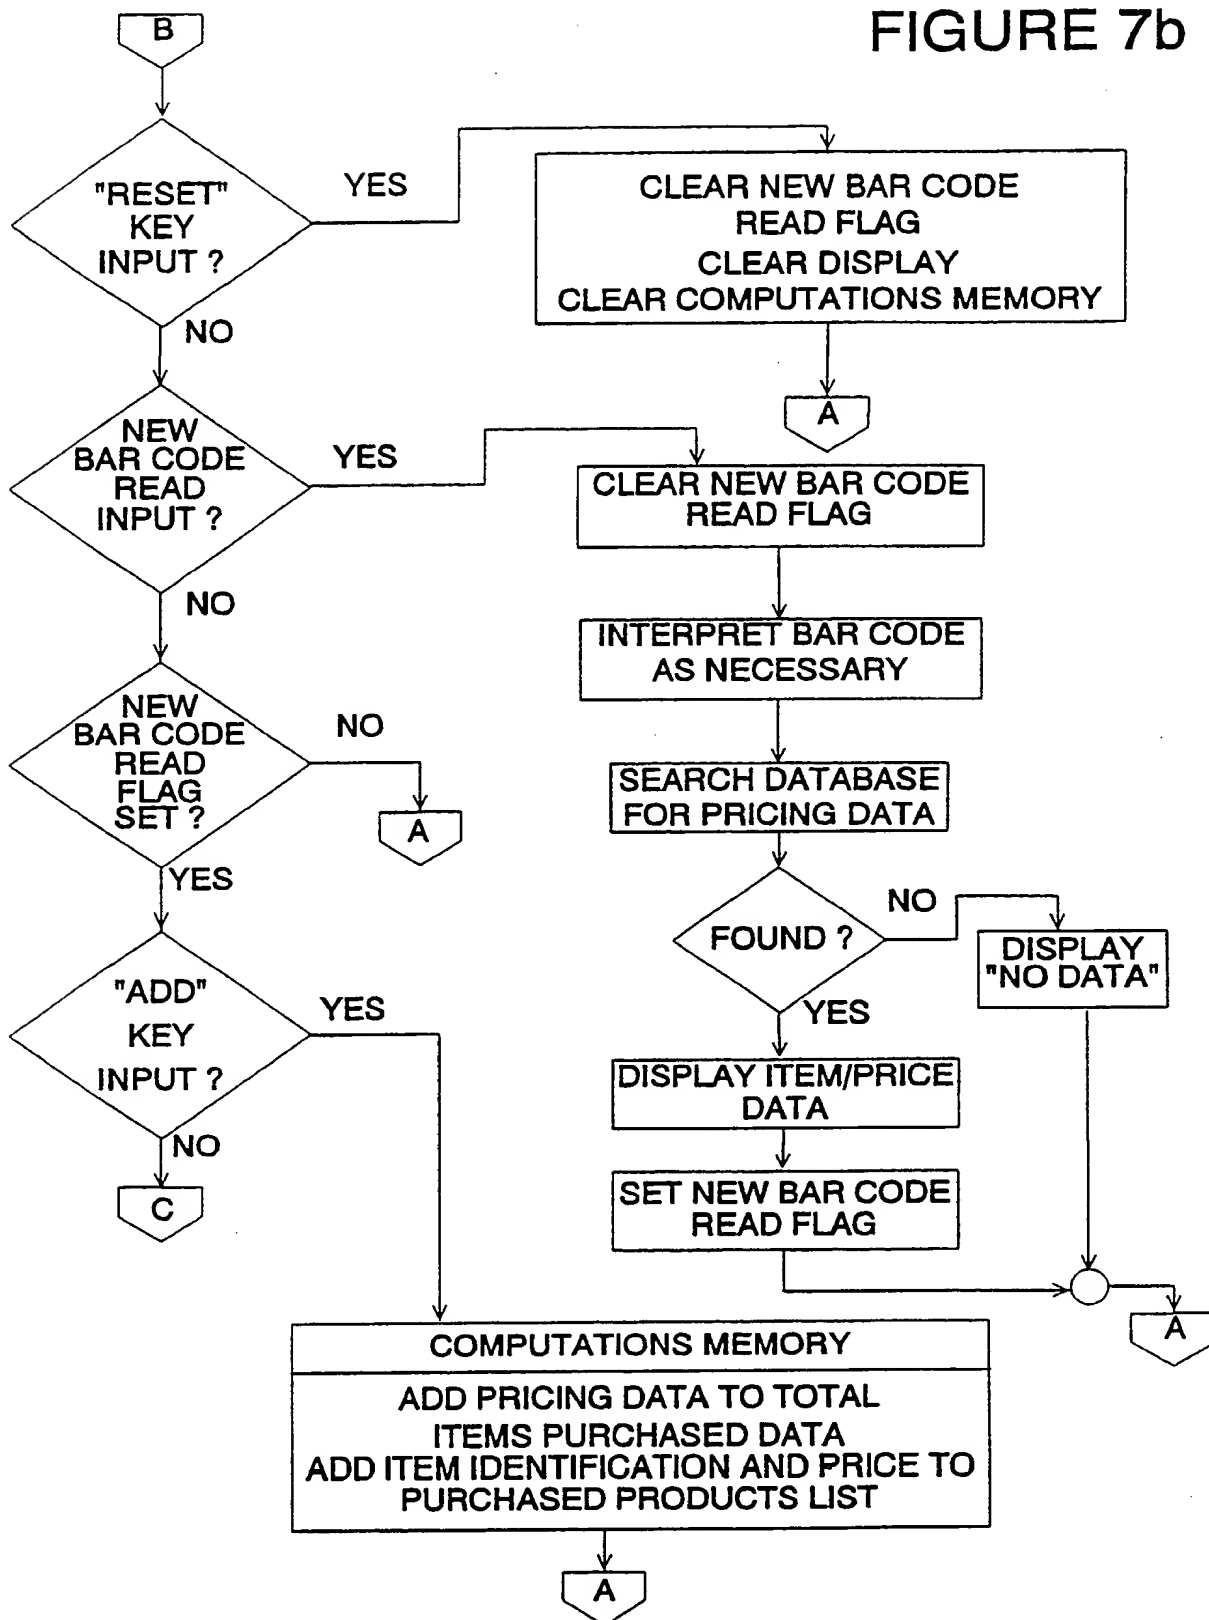 FIGURE 7b
B
"RESET"
KEY
INPUT ?
YES
NO
CLEAR NEW BAR CODE
READ FLAG
CLEAR DISPLAY
CLEAR COMPUTATIONS MEMORY
A
NEW
BAR CODE
READ
INPUT ?
YES
NO
CLEAR NEW BAR CODE
READ FLAG
INTERPRET BAR CODE
AS NECESSARY
NEW
BAR CODE
READ
FLAG
SET ?
NO
A
YES
SEARCH DATABASE
FOR PRICING DATA
FOUND ?
NO
DISPLAY
"NO DATA"
YES
"ADD"
KEY
INPUT ?
YES
NO
C
DISPLAY ITEM/PRICE
DATA
SET NEW BAR CODE
READ FLAG
A
COMPUTATIONS MEMORY
ADD PRICING DATA TO TOTAL
ITEMS PURCHASED DATA
ADD ITEM IDENTIFICATION AND PRICE TO
PURCHASED PRODUCTS LIST
A